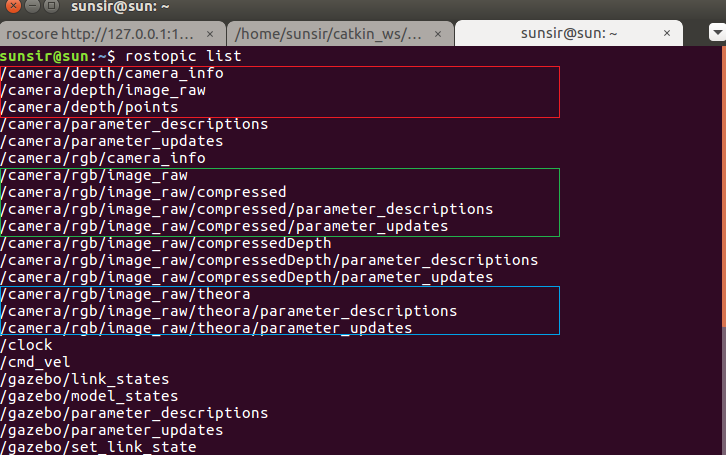 sunsir@sun: ~
roscore http://127.0.0.1:1... × /home/sunsir/catkin_ws/... × sunsir@sun: ~ ×
sunsir@sun:~$ rostopic list
/camera/depth/camera_info
/camera/depth/image_raw
/camera/depth/points
/camera/parameter_descriptions
/camera/parameter_updates
/camera/rgb/camera_info
/camera/rgb/image_raw
/camera/rgb/image_raw/compressed
/camera/rgb/image_raw/compressed/parameter_descriptions
/camera/rgb/image_raw/compressed/parameter_updates
/camera/rgb/image_raw/compressedDepth
/camera/rgb/image_raw/compressedDepth/parameter_descriptions
/camera/rgb/image_raw/compressedDepth/parameter_updates
/camera/rgb/image_raw/theora
/camera/rgb/image_raw/theora/parameter_descriptions
/camera/rgb/image_raw/theora/parameter_updates
/clock
/cmd_vel
/gazebo/link_states
/gazebo/model_states
/gazebo/parameter_descriptions
/gazebo/parameter_updates
/gazebo/set_link_state